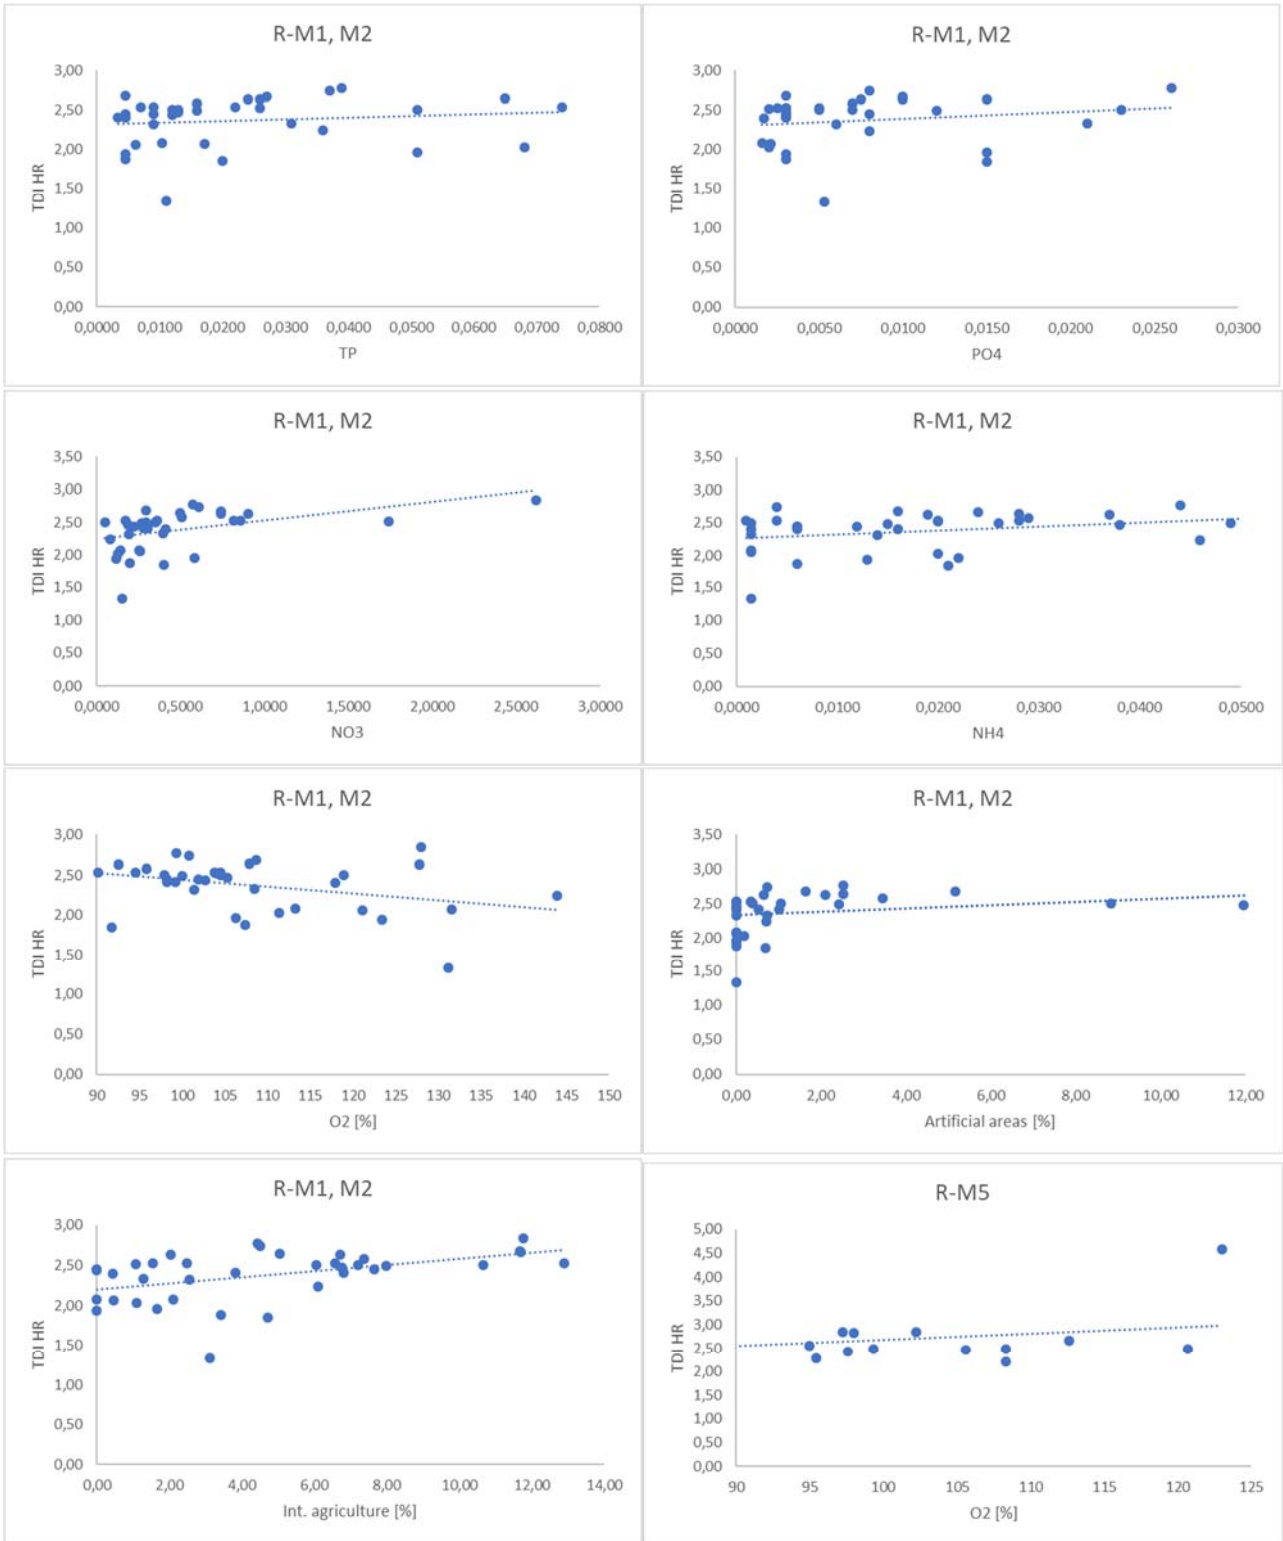 R-M1, M2
3,00
2,50
2,00
1,50
1,00
0,50
0,00
TDI HR
0,0000 0,0100 0,0200 0,0300 0,0400 0,0500 0,0600 0,0700 0,0800
TP
R-M1, M2
3,00
2,50
2,00
1,50
1,00
0,50
0,00
TDI HR
0,0000 0,0050 0,0100 0,0150 0,0200 0,0250 0,0300
PO4
R-M1, M2
3,50
3,00
2,50
2,00
1,50
1,00
0,50
0,00
TDI HR
0,0000 0,5000 1,0000 1,5000 2,0000 2,5000 3,0000
NO3
R-M1, M2
3,50
3,00
2,50
2,00
1,50
1,00
0,50
0,00
TDI HR
0,0000 0,0100 0,0200 0,0300 0,0400 0,0500
NH4
R-M1, M2
3,00
2,50
2,00
1,50
1,00
0,50
0,00
TDI HR
90 95 100 105 110 115 120 125 130 135 140 145 150
O2 [%]
R-M1, M2
3,50
3,00
2,50
2,00
1,50
1,00
0,50
0,00
TDI HR
0,00 2,00 4,00 6,00 8,00 10,00 12,00
Artificial areas [%]
R-M1, M2
3,00
2,50
2,00
1,50
1,00
0,50
0,00
TDI HR
0,00 2,00 4,00 6,00 8,00 10,00 12,00 14,00
Int. agriculture [%]
R-M5
5,00
4,50
4,00
3,50
3,00
2,50
2,00
1,50
1,00
0,50
0,00
TDI HR
90 95 100 105 110 115 120 125
O2 [%]